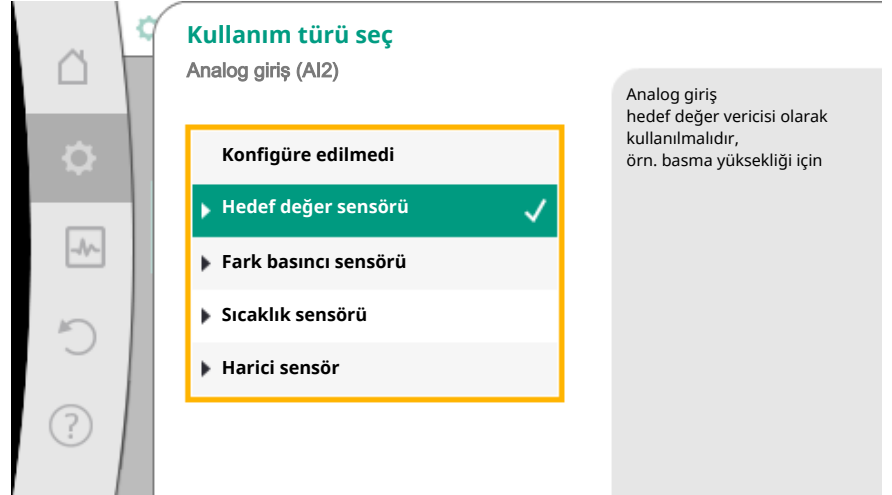 Kullanım türü seç
Analog giriş (AI2)
Konfigüre edilmedi
Hedef değer sensörü
Fark basıncı sensörü
Sıcaklık sensörü
Harici sensör
Analog giriş
hedef değer vericisi olarak
kullanılmalıdır,
örn. basma yüksekliği için
?